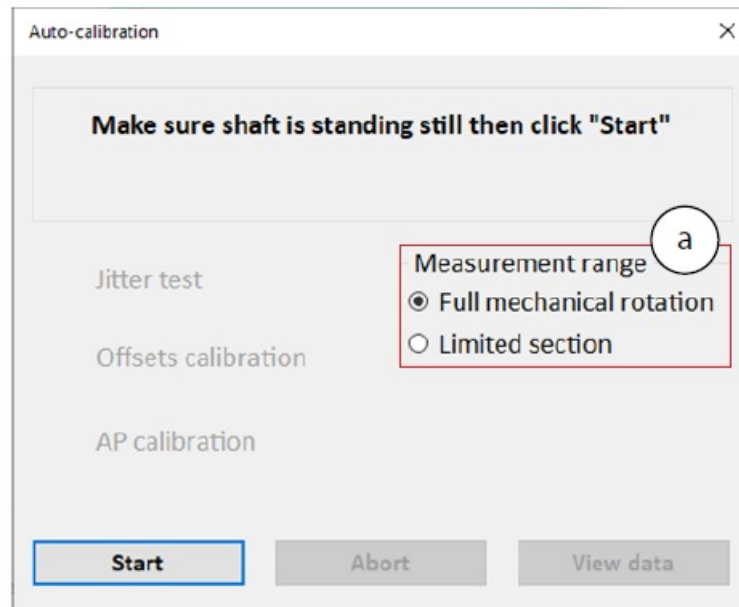 Auto-calibration
Make sure shaft is standing still then click "Start"
a
Measurement range
Jitter test
Full mechanical rotation
Limited section
Offsets calibration
AP calibration
Start
Abort
View data